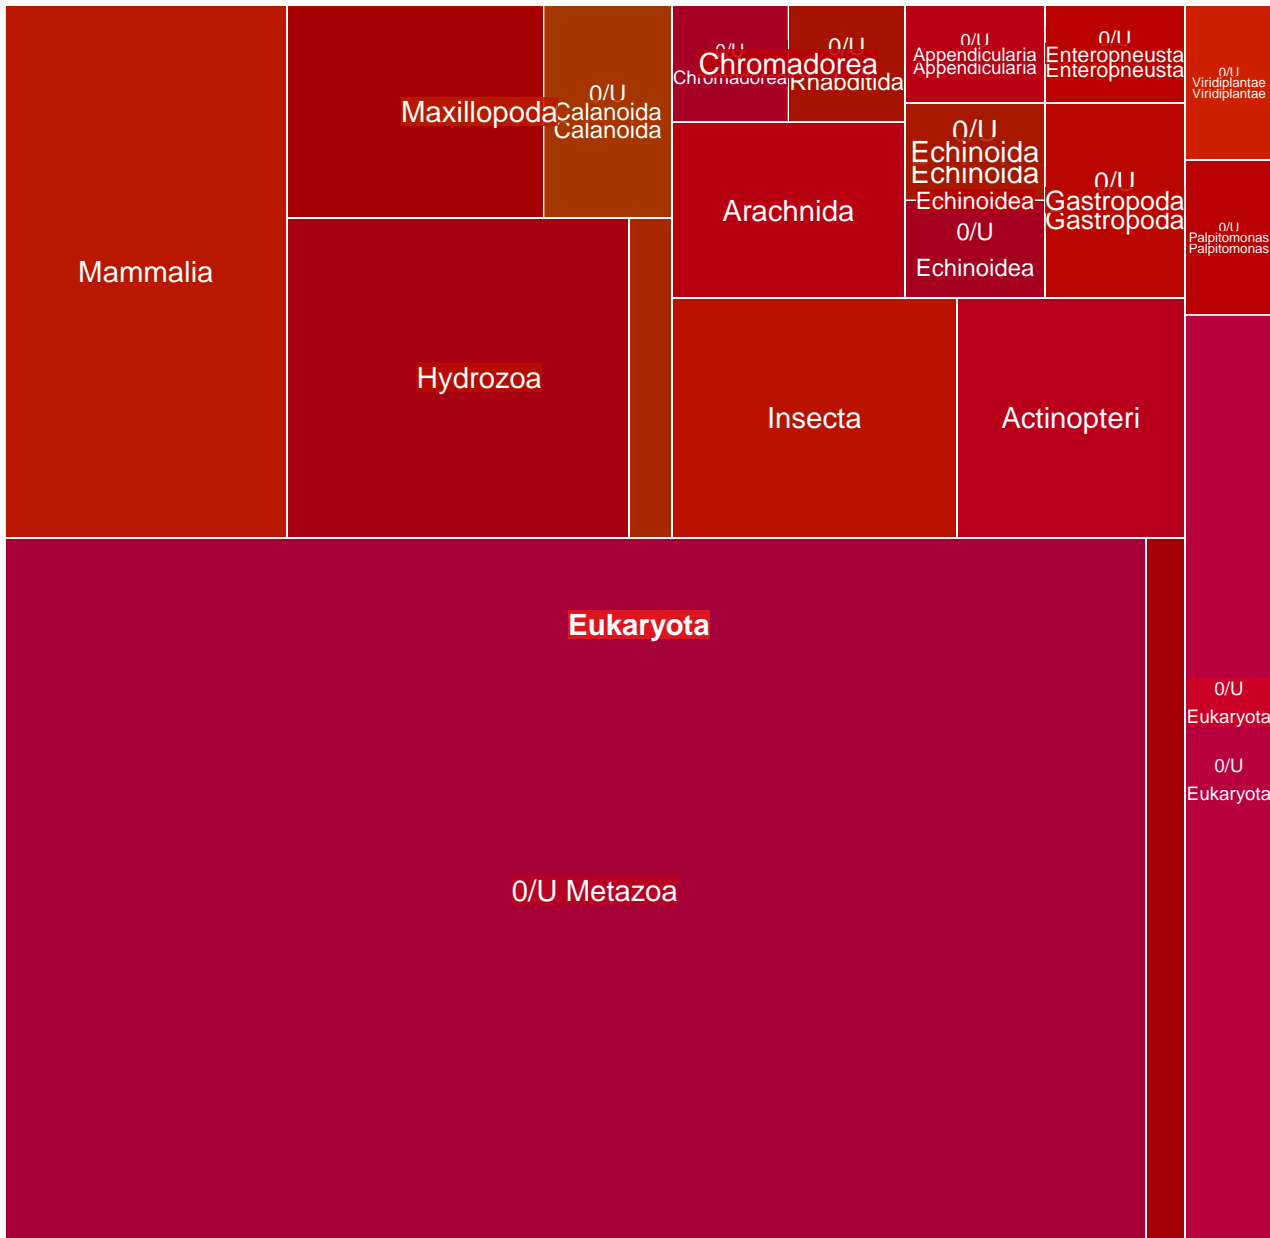 Mammalia
Maxillopoda
0/U
Calanoida
Calanoida
Hydrozoa
0/U
Chromadorea
Chromadorea
0/U
Rhabditida
Arachnida
0/U
Appendicularia
Appendicularia
0/U
Enteropneusta
Enteropneusta
0/U
Echinoida
Echinoida
Echinoidea
0/U
Echinoidea
0/U
Gastropoda
Gastropoda
0/U
Viridiplantae
Viridiplantae
0/U
Palpitomonas
Palpitomonas
Insecta
Actinopteri
Eukaryota
0/U Metazoa
0/U
Eukaryota
0/U
Eukaryota